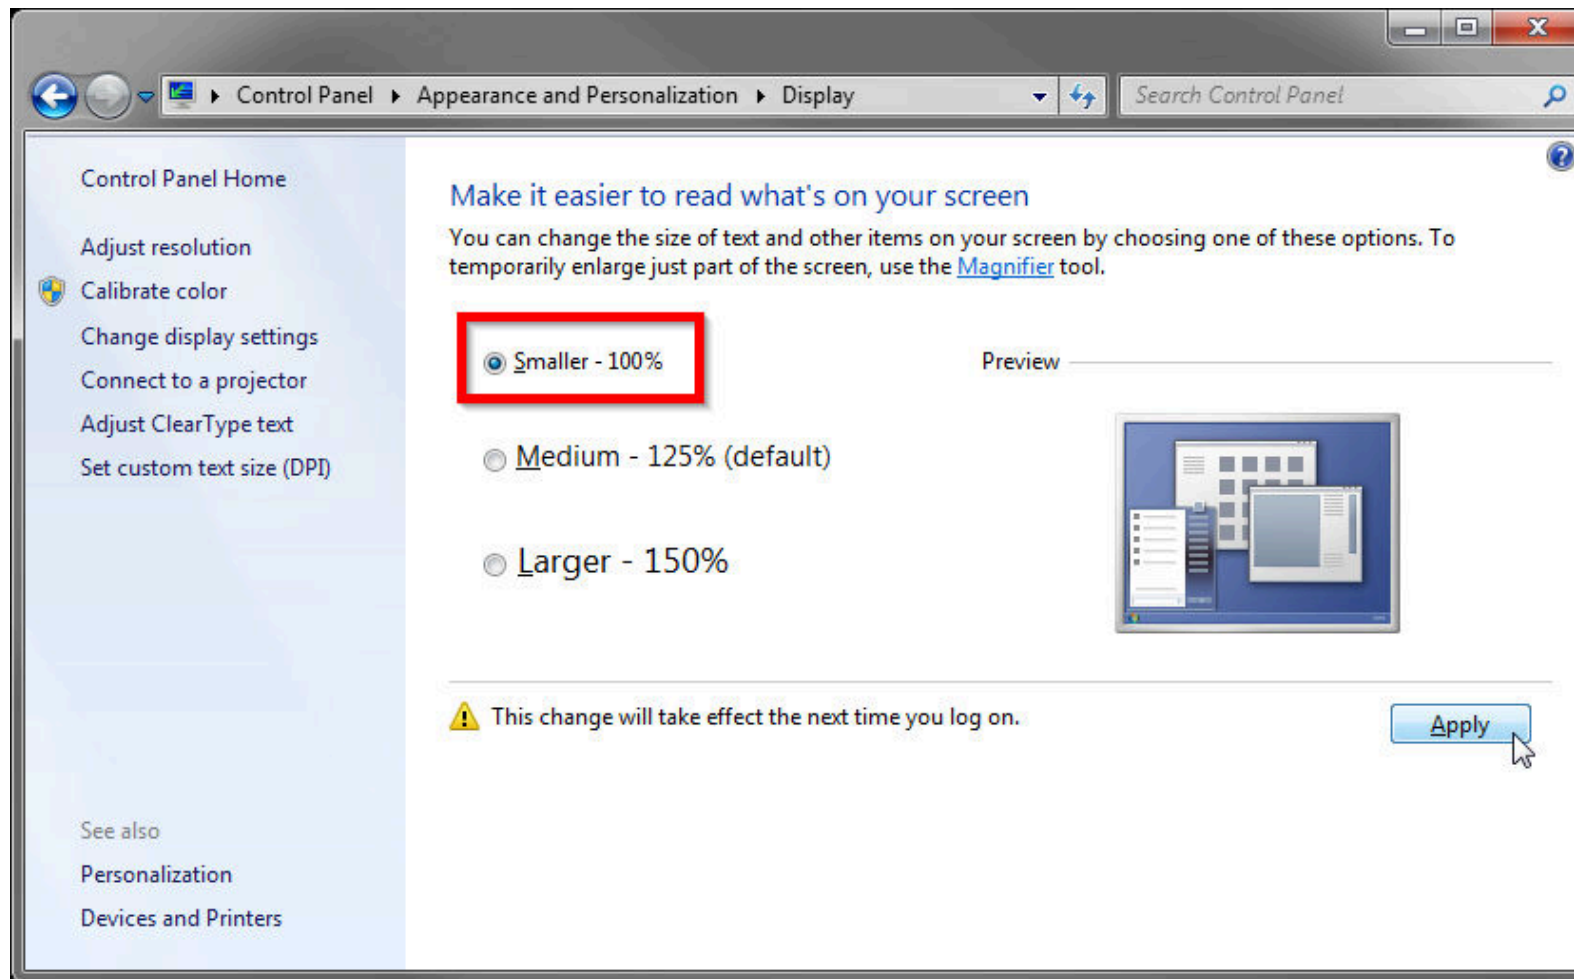 Control Panel ▸ Appearance and Personalization ▸ Display
Search Control Panel
Control Panel Home
Adjust resolution
Calibrate color
Change display settings
Connect to a projector
Adjust ClearType text
Set custom text size (DPI)
See also
Personalization
Devices and Printers
Make it easier to read what's on your screen
You can change the size of text and other items on your screen by choosing one of these options. To
temporarily enlarge just part of the screen, use the Magnifier tool.
Smaller - 100%
Preview
Medium - 125% (default)
Larger - 150%
This change will take effect the next time you log on.
Apply